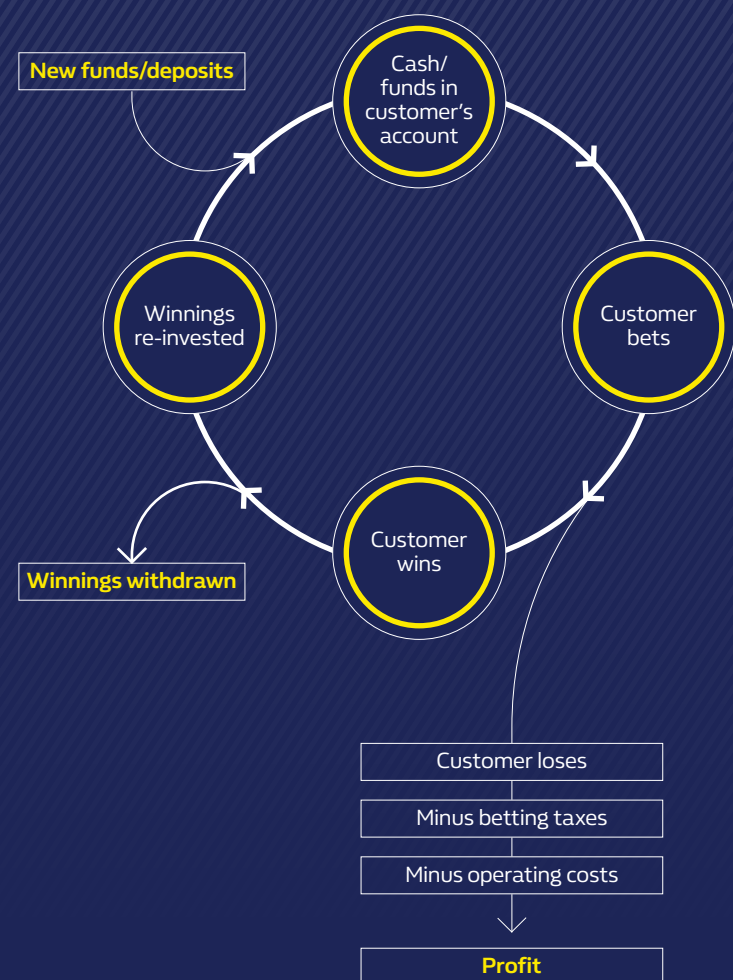 New funds/deposits
Cash/
funds in
customer's
account
Winnings
re-invested
Customer
bets
Customer
wins
Winnings withdrawn
Customer loses
Minus betting taxes
Minus operating costs
Profit